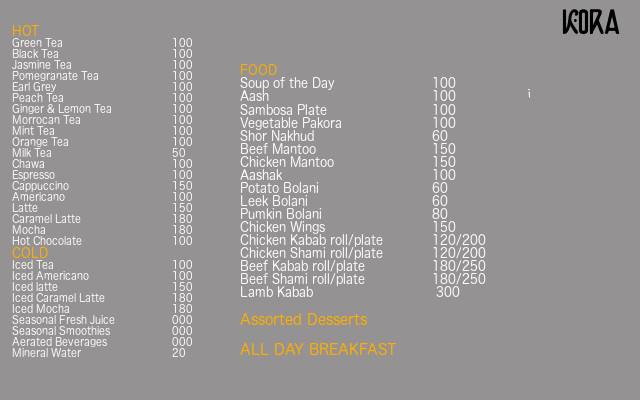 KORA
HOT
Green Tea 100
Black Tea 100
Jasmine Tea 100
Pomegranate Tea 100
Earl Grey 100
Peach Tea 100
Ginger & Lemon Tea 100
Morrocan Tea 100
Mint Tea 100
Orange Tea 100
Milk Tea 50
Chawa 100
Espresso 100
Cappuccino 150
Americano 100
Latte 150
Caramel Latte 180
Mocha 180
Hot Chocolate 100
COLD
Iced Tea 100
Iced Americano 100
Iced latte 150
Iced Caramel Latte 180
Iced Mocha 180
Seasonal Fresh Juice 000
Seasonal Smoothies 000
Aerated Beverages 000
Mineral Water 20
FOOD
Soup of the Day 100
Aash 100
Sambosa Plate 100
Vegetable Pakora 100
Shor Nakhud 60
Beef Mantoo 150
Chicken Mantoo 150
Aashak 100
Potato Bolani 60
Leek Bolani 60
Pumkin Bolani 80
Chicken Wings 150
Chicken Kabab roll/plate 120/200
Chicken Shami roll/plate 120/200
Beef Kabab roll/plate 180/250
Beef Shami roll/plate 180/250
Lamb Kabab 300
Assorted Desserts
ALL DAY BREAKFAST
i